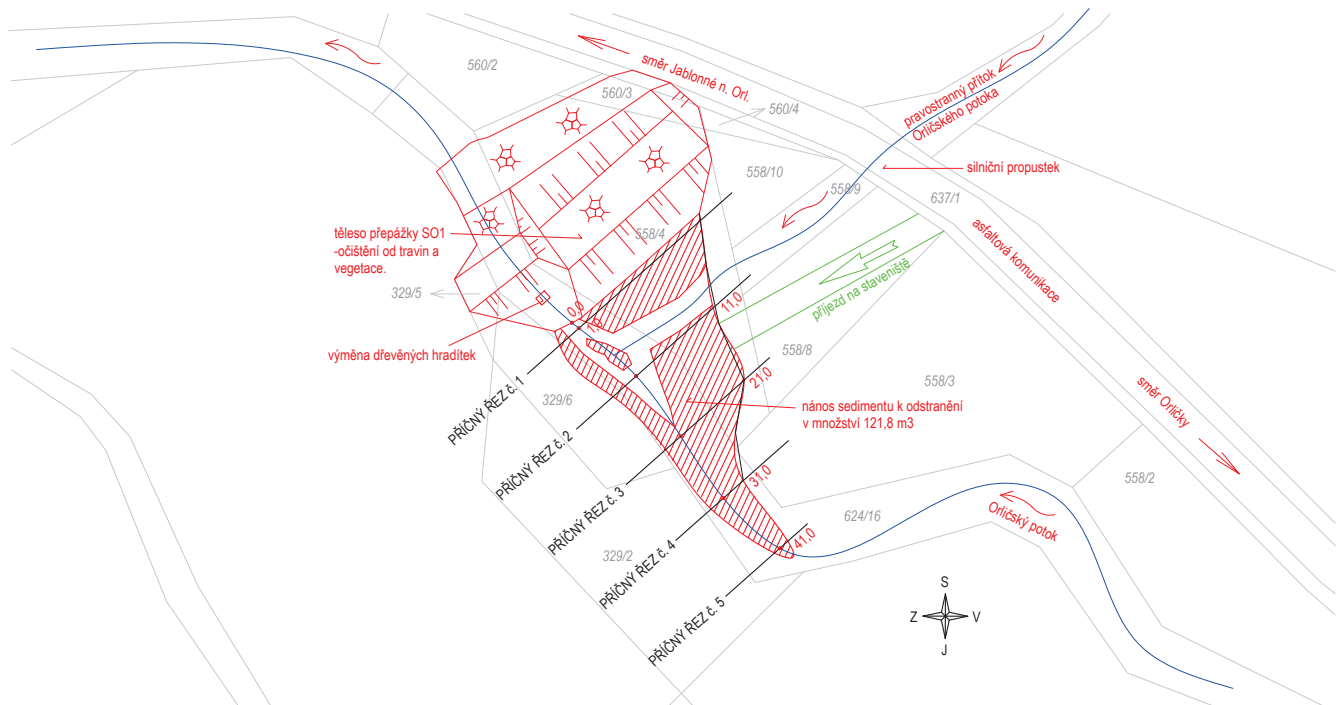 560/2
směr Jablonné n. Orl.
560/3
560/4
pravostranný přítok
Orličského potoka
silniční propustek
558/10
558/9
637/1
asfaltová komunikace
těleso přepážky SO1
-očištění od travin a
vegetace.
558/4
329/5
příjezd na staveniště
0,0
1,0
11,0
výměna dřevěných hradítek
558/8
21,0
558/3
směr Orličky
PŘÍČNÝ ŘEZ č. 1
329/6
nános sedimentu k odstranění
v množství 121,8 m3
PŘÍČNÝ ŘEZ č. 2
31,0
558/2
PŘÍČNÝ ŘEZ č. 3
624/16
Orličský potok
329/2
41,0
PŘÍČNÝ ŘEZ č. 4
PŘÍČNÝ ŘEZ č. 5
S
Z
V
J